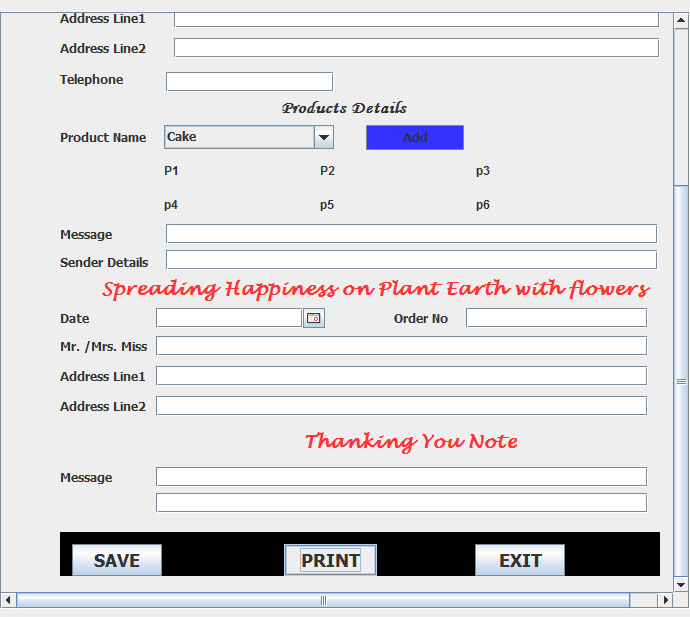 Address Line1
Address Line2
Telephone
Products Details
Product Name Cake Add
P1 P2 p3
p4 p5 p6
Message
Sender Details
Spreading Happiness on Plant Earth with flowers
Date Order No
Mr. /Mrs. Miss
Address Line1
Address Line2
Thanking You Note
Message
SAVE PRINT EXIT